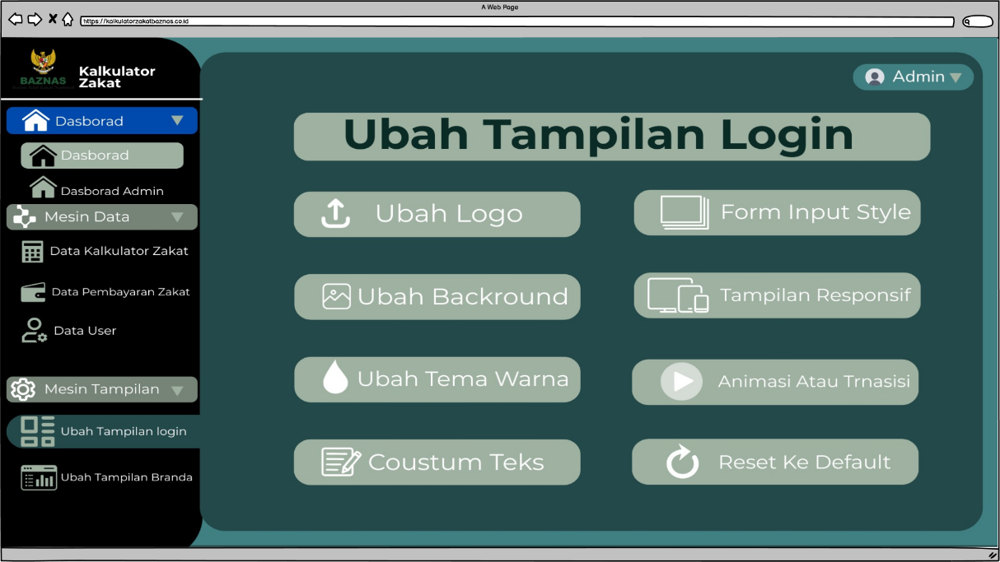 A Web Page
https://kalkulatorzakatbaznas.co.id
BAZNAS
Kalkulator
Zakat
Admin
Dasborad
Dasborad
Dasborad Admin
Mesin Data
Data Kalkulator Zakat
Data Pembayaran Zakat
Data User
Mesin Tampilan
Ubah Tampilan login
Ubah Tampilan Branda
Ubah Tampilan Login
Ubah Logo
Form Input Style
Ubah Backround
Tampilan Responsif
Ubah Tema Warna
Animasi Atau Trnasisi
Coustum Teks
Reset Ke Default